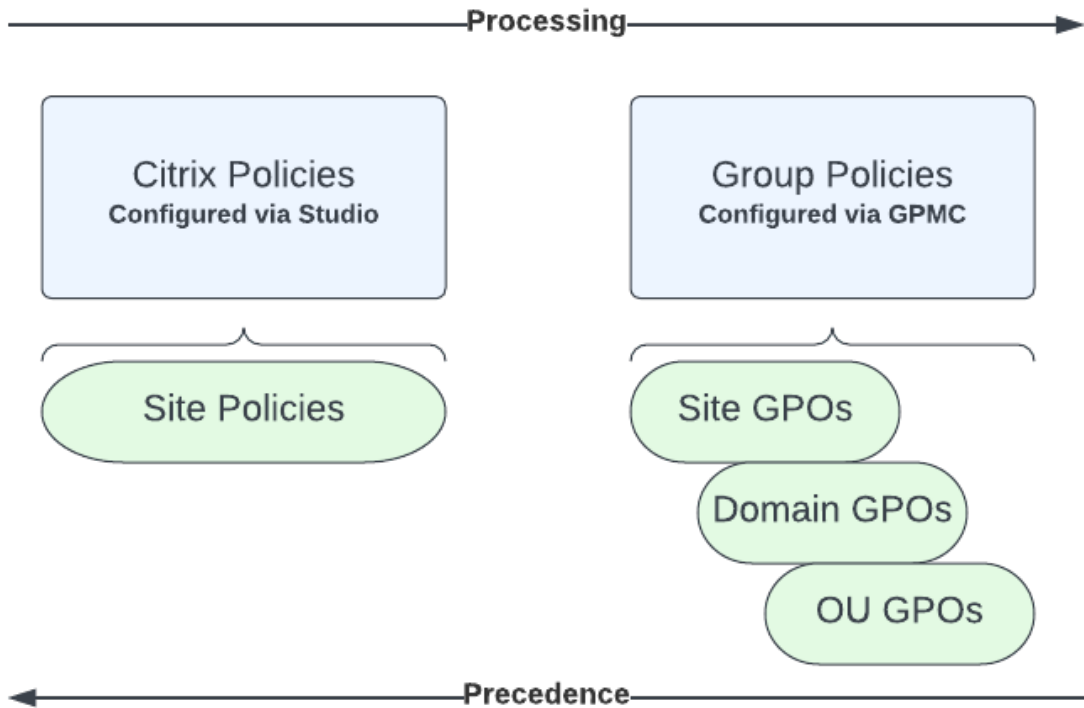 Processing
Citrix Policies
Configured via Studio
Group Policies
Configured via GPMC
Site Policies
Site GPOs
Domain GPOs
OU GPOs
Precedence